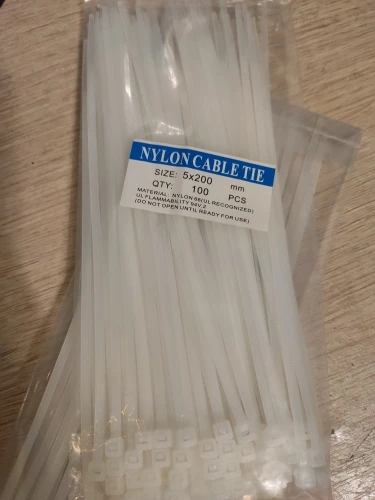 NYLON CABLE TIE
SIZE: 5x200 mm
QTY: 100 PCS
MATERIAL: NYLON 66(UL RECOGNIZED)
UL FLAMMABILITY 94V.2
(DO NOT OPEN UNTIL READY FOR USE)